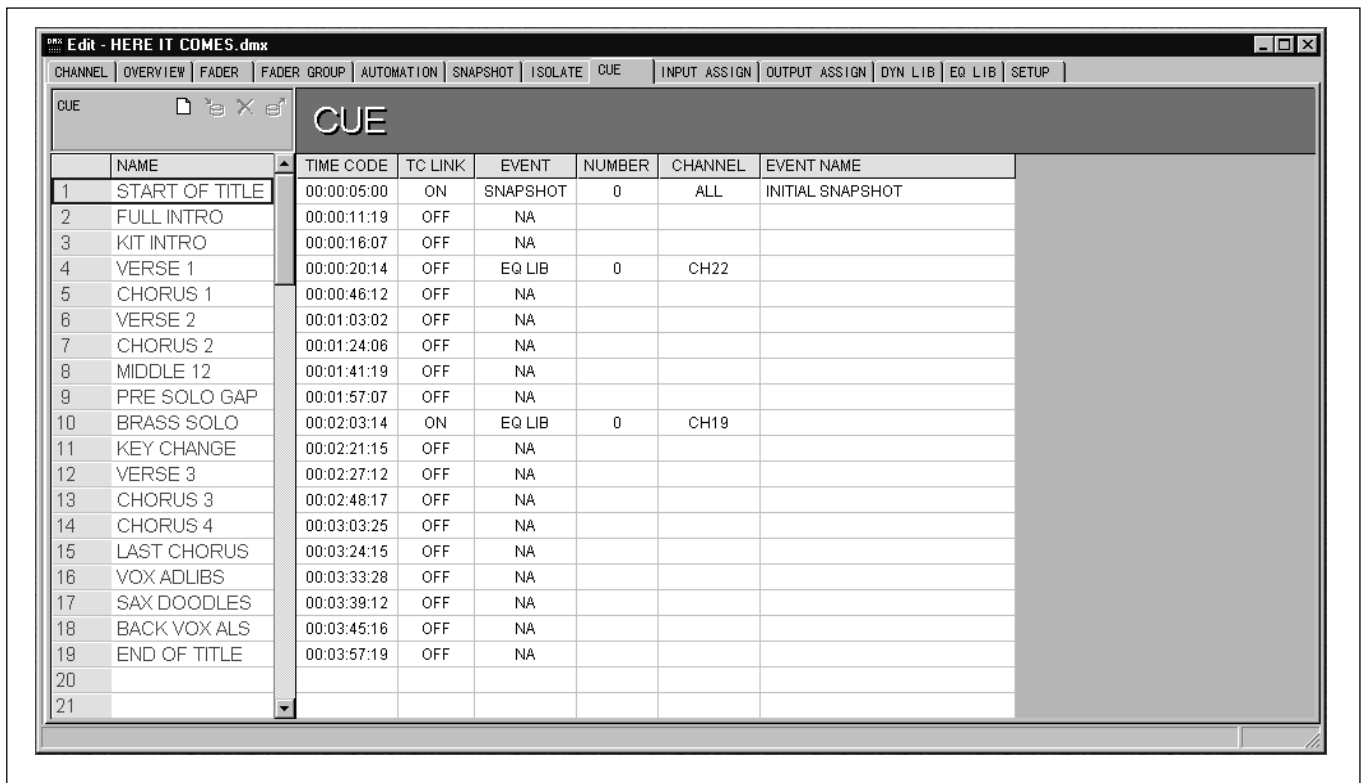 DMX Edit - HERE IT COMES.dmx
CHANNEL OVERVIEW FADER FADER GROUP AUTOMATION SNAPSHOT ISOLATE CUE INPUT ASSIGN OUTPUT ASSIGN DYN LIB EQ LIB SETUP
CUE
CUE
NAME TIME CODE TC LINK EVENT NUMBER CHANNEL EVENT NAME
1 START OF TITLE 00:00:05:00 ON SNAPSHOT 0 ALL INITIAL SNAPSHOT
2 FULL INTRO 00:00:11:19 OFF NA
3 KIT INTRO 00:00:16:07 OFF NA
4 VERSE 1 00:00:20:14 OFF EQ LIB 0 CH22
5 CHORUS 1 00:00:46:12 OFF NA
6 VERSE 2 00:01:03:02 OFF NA
7 CHORUS 2 00:01:24:06 OFF NA
8 MIDDLE 12 00:01:41:19 OFF NA
9 PRE SOLO GAP 00:01:57:07 OFF NA
10 BRASS SOLO 00:02:03:14 ON EQ LIB 0 CH19
11 KEY CHANGE 00:02:21:15 OFF NA
12 VERSE 3 00:02:27:12 OFF NA
13 CHORUS 3 00:02:48:17 OFF NA
14 CHORUS 4 00:03:03:25 OFF NA
15 LAST CHORUS 00:03:24:15 OFF NA
16 VOX ADLIBS 00:03:33:28 OFF NA
17 SAX DOODLES 00:03:39:12 OFF NA
18 BACK VOX ALS 00:03:45:16 OFF NA
19 END OF TITLE 00:03:57:19 OFF NA
20
21